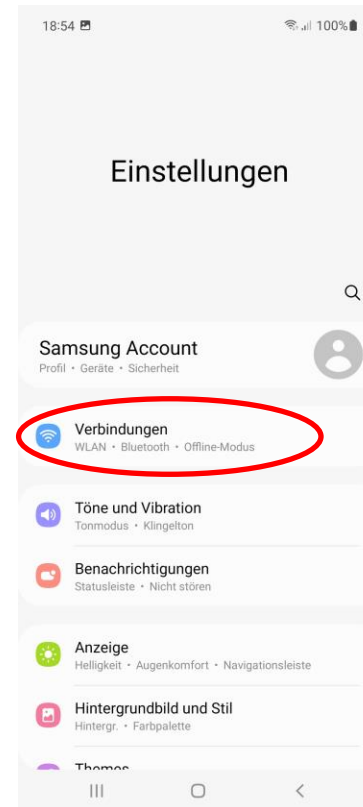 18:54 100%
Einstellungen
Samsung Account
Profil • Geräte • Sicherheit
Verbindungen
WLAN • Bluetooth • Offline-Modus
Töne und Vibration
Tonmodus • Klingelton
Benachrichtigungen
Statusleiste • Nicht stören
Anzeige
Helligkeit • Augenkomfort • Navigationsleiste
Hintergrundbild und Stil
Hintergr. • Farbpalette
Themes